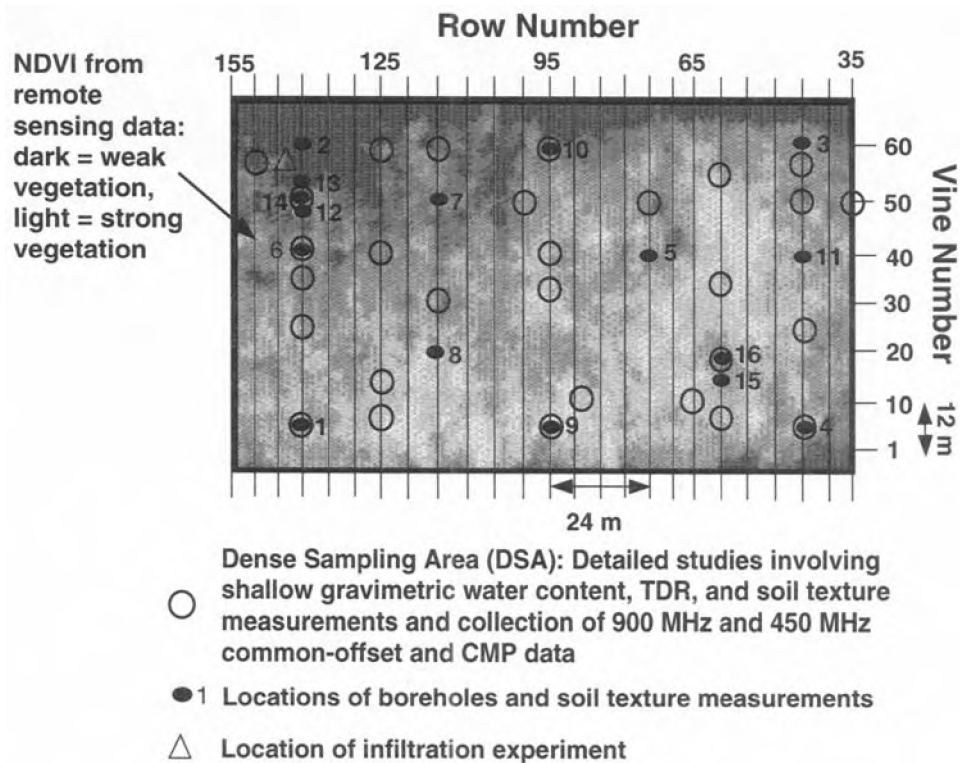 Row Number
155 125 95 65 35
NDVI from
remote
sensing data:
dark = weak
vegetation,
light = strong
vegetation
2 10 3 60
13
14 7 50
12
6 5 11 40
30
8 16 20
15
1 9 4 10
1
Vine Number
12 m
24 m
Dense Sampling Area (DSA): Detailed studies involving
shallow gravimetric water content, TDR, and soil texture
measurements and collection of 900 MHz and 450 MHz
common-offset and CMP data
1 Locations of boreholes and soil texture measurements
Location of infiltration experiment